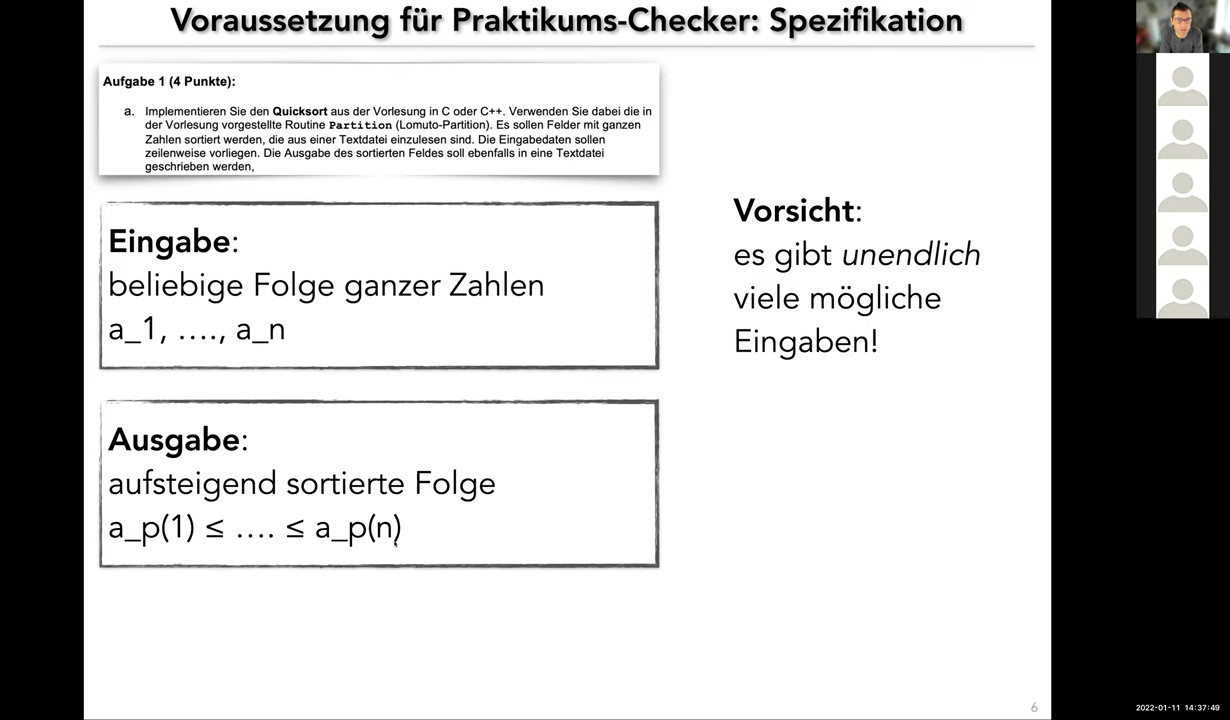 Voraussetzung für Praktikums-Checker: Spezifikation
Aufgabe 1 (4 Punkte):
a. Implementieren Sie den Quicksort aus der Vorlesung in C oder C++. Verwenden Sie dabei die in
der Vorlesung vorgestellte Routine Partition (Lomuto-Partition). Es sollen Felder mit ganzen
Zahlen sortiert werden, die aus einer Textdatei einzulesen sind. Die Eingabedaten sollen
zeilenweise vorliegen. Die Ausgabe des sortierten Feldes soll ebenfalls in eine Textdatei
geschrieben werden,
Eingabe:
beliebige Folge ganzer Zahlen
a_1, …., a_n
Vorsicht:
es gibt unendlich
viele mögliche
Eingaben!
Ausgabe:
aufsteigend sortierte Folge
a_p(1) ≤ …. ≤ a_p(n)
6
2022-01-11 14:37:49